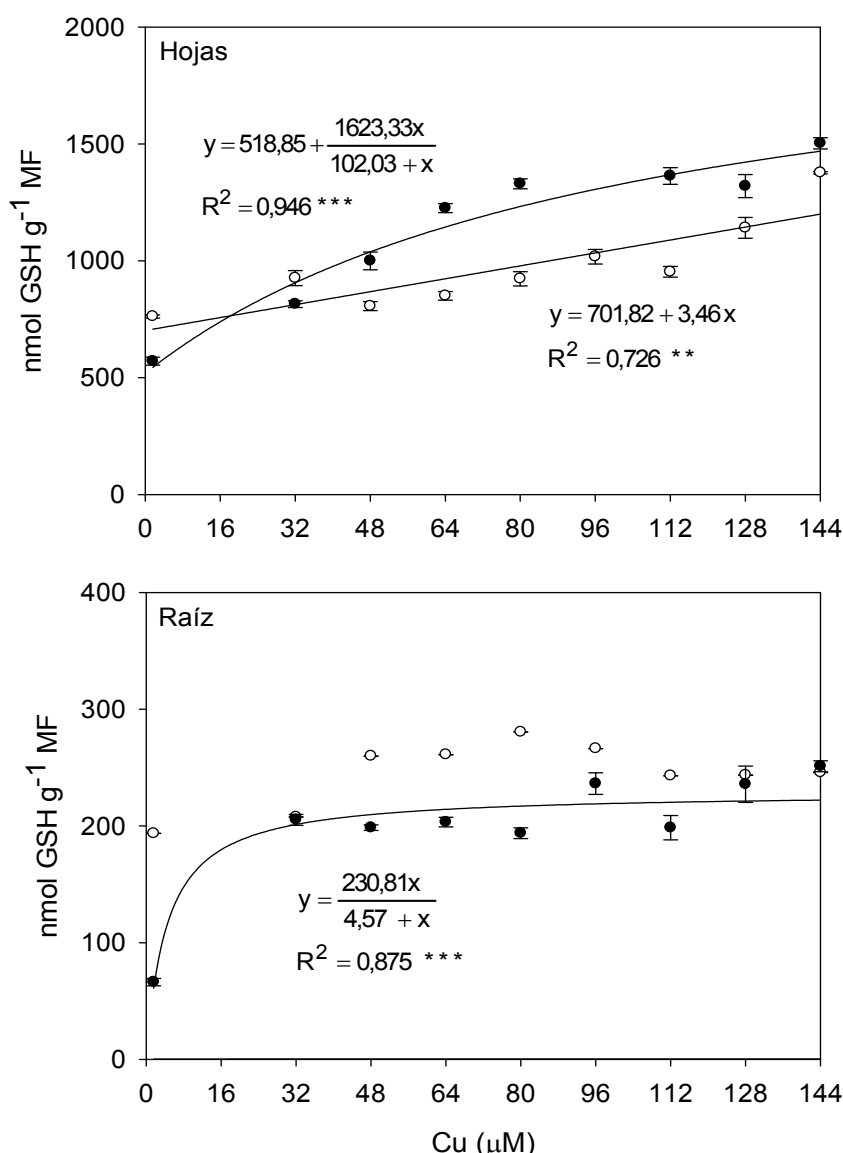 2000
Hojas
1500
1000
500
0
nmol GSH g⁻¹ MF
y = 518,85 + 1623,33x / 102,03 + x
R² = 0,946 ***
y = 701,82 + 3,46x
R² = 0,726 **
0 16 32 48 64 80 96 112 128 144
400
Raíz
300
200
100
0
nmol GSH g⁻¹ MF
y = 230,81x / 4,57 + x
R² = 0,875 ***
0 16 32 48 64 80 96 112 128 144
Cu (µM)